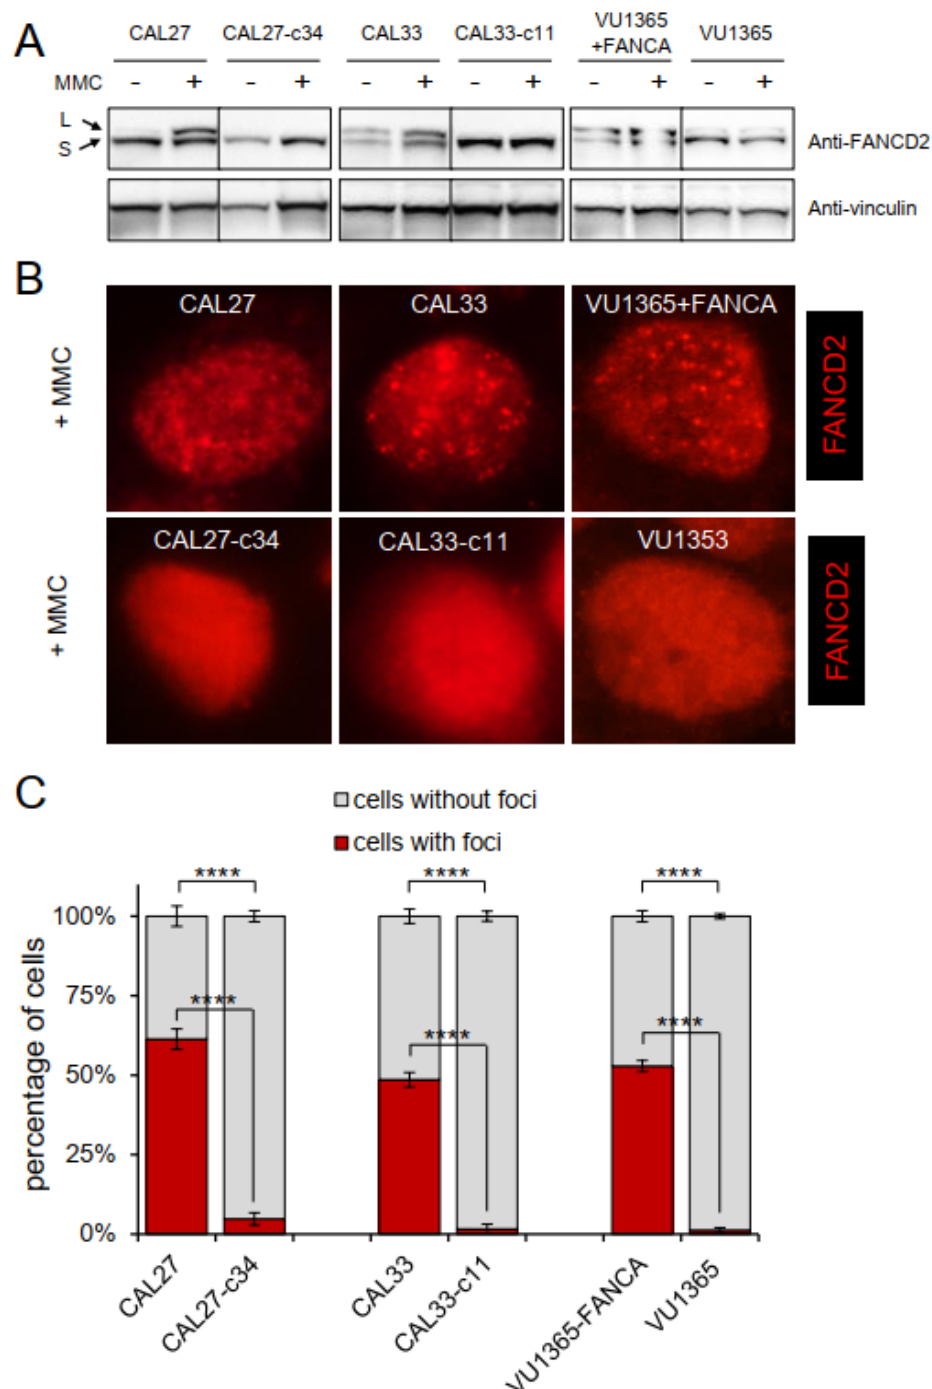 A
CAL27 CAL27-c34 CAL33 CAL33-c11 VU1365 +FANCA VU1365
MMC - + - + - + - + - + - +
L
S
Anti-FANCD2
Anti-vinculin
B
+ MMC
CAL27 CAL33 VU1365+FANCA
FANCD2
+ MMC
CAL27-c34 CAL33-c11 VU1353
FANCD2
C
cells without foci
cells with foci
**** **** ****
**** **** ****
percentage of cells
100%
75%
50%
25%
0%
CAL27 CAL27-c34 CAL33 CAL33-c11 VU1365-FANCA VU1365